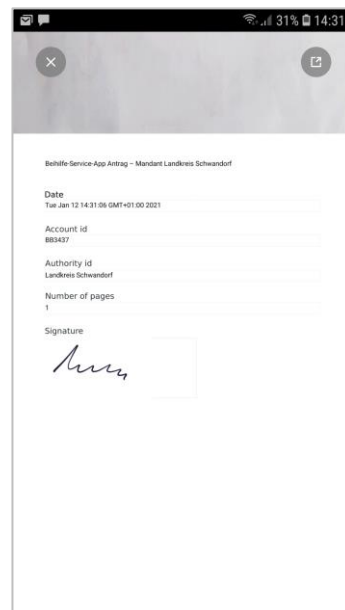 31% 14:31
Beihilfe-Service-App Antrag – Mandant Landkreis Schwandorf
Date
Tue Jan 12 14:31:06 GMT+01:00 2021
Account id
BB3437
Authority id
Landkreis Schwandorf
Number of pages
1
Signature